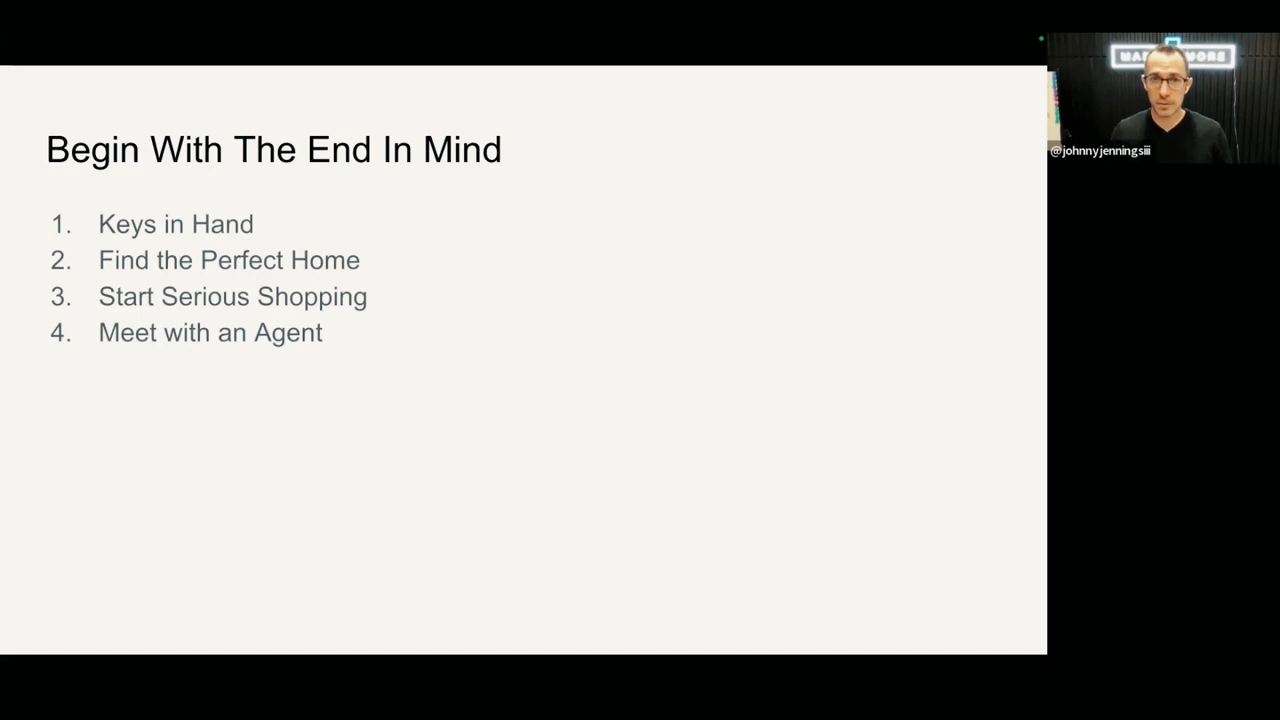 Begin With The End In Mind
1. Keys in Hand
2. Find the Perfect Home
3. Start Serious Shopping
4. Meet with an Agent
@johnnyjenningsiii